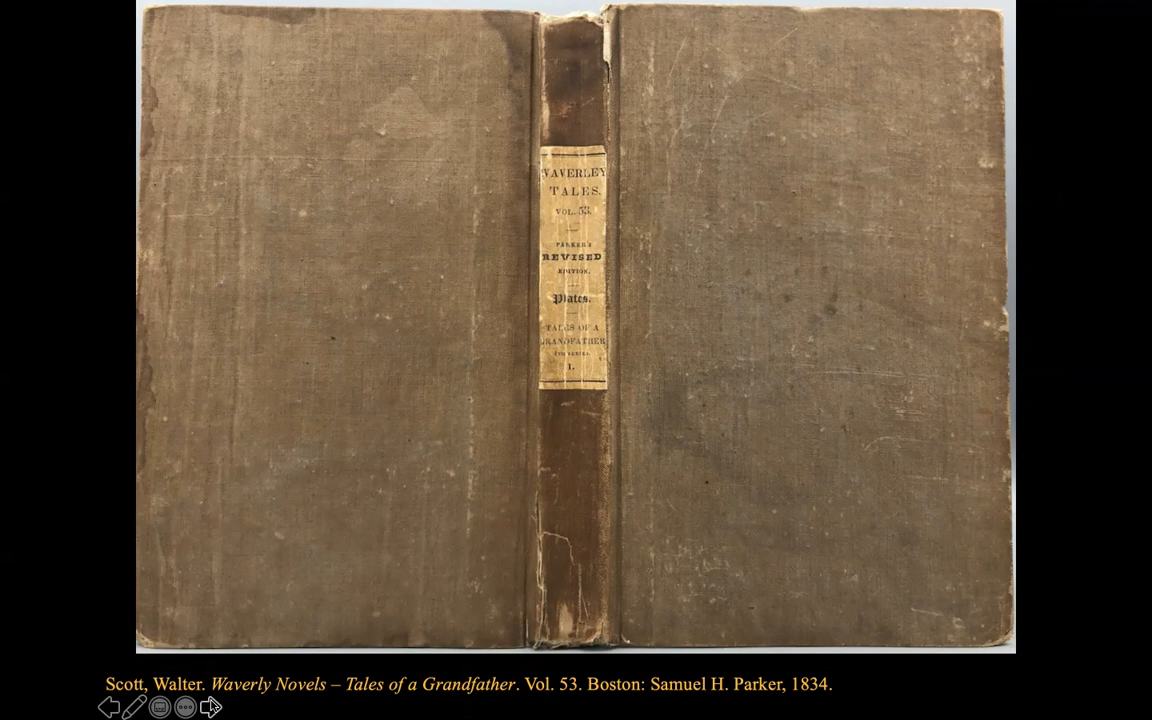 WAVERLEY
TALES.
VOL. 53.
PARKER'S
REVISED
EDITION.
Plates.
TALES OF A
GRANDFATHER
1.
Scott, Walter. Waverly Novels – Tales of a Grandfather. Vol. 53. Boston: Samuel H. Parker, 1834.